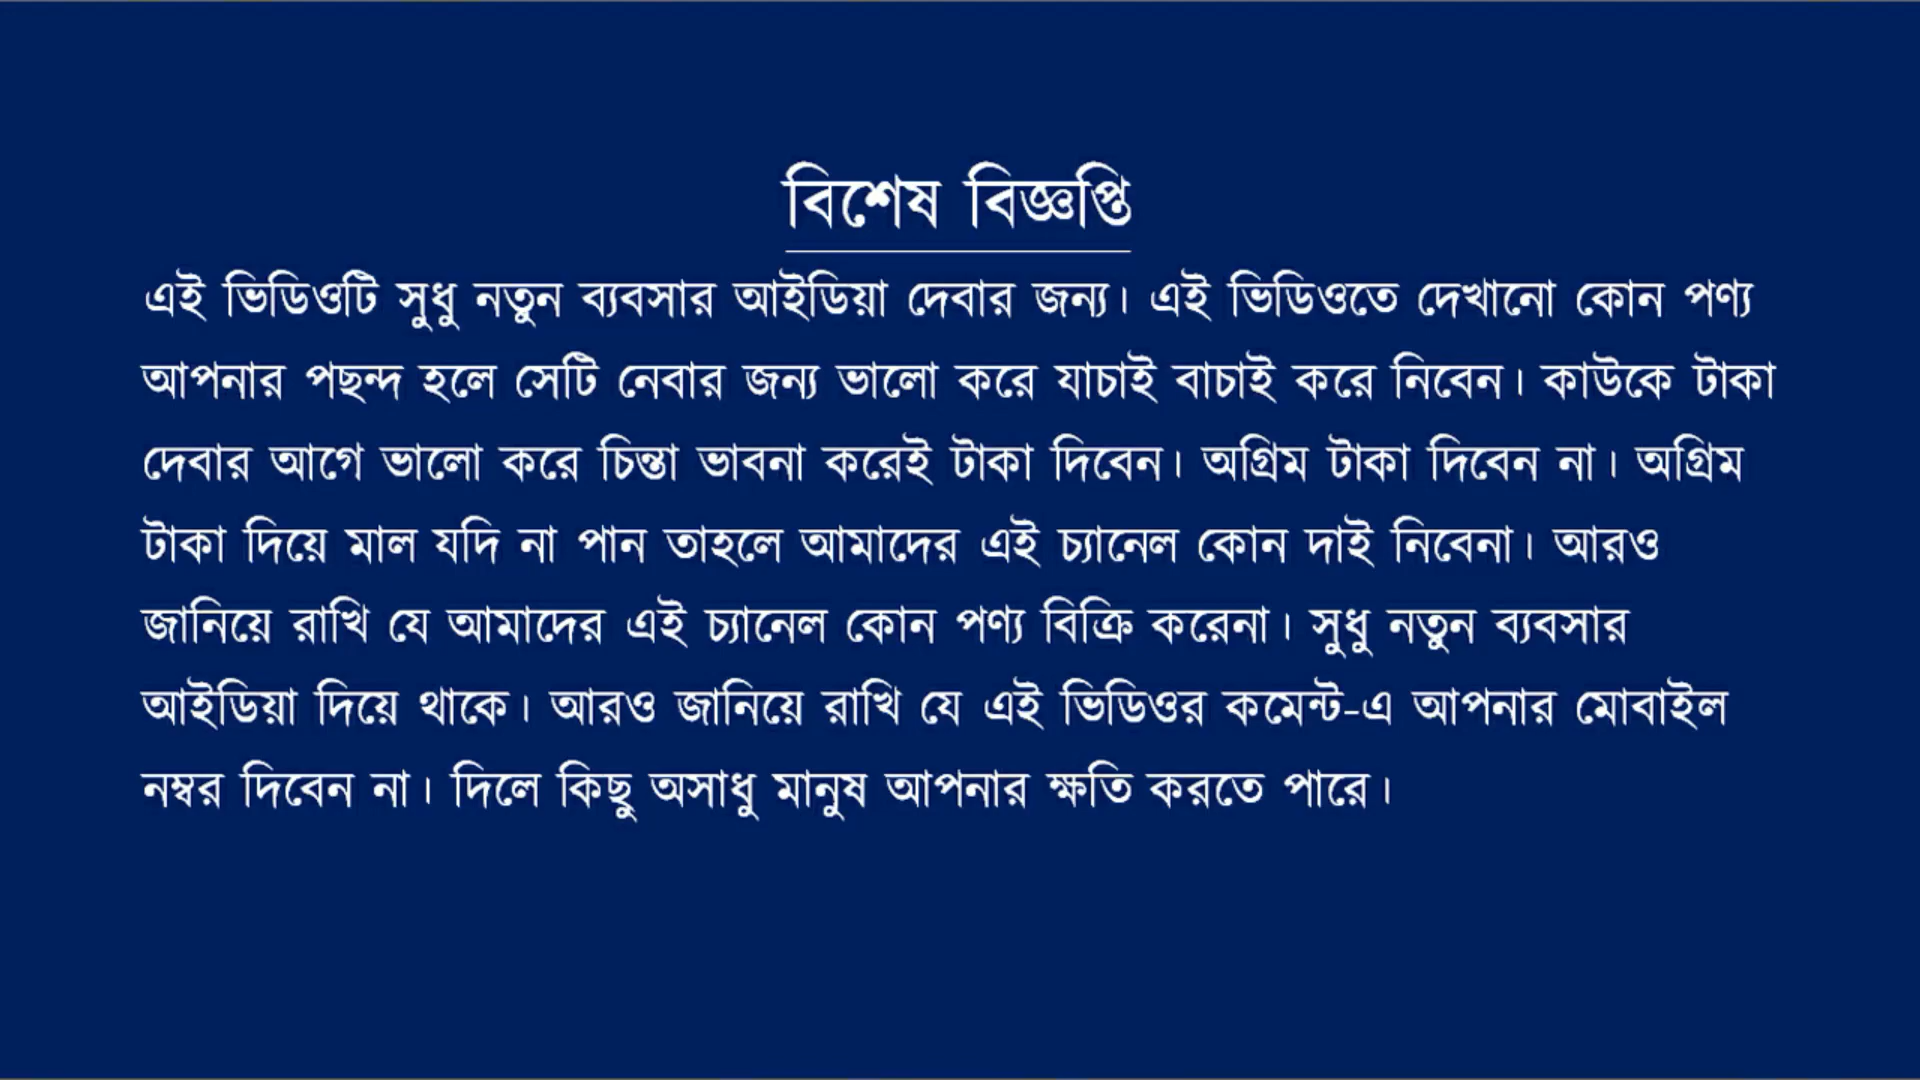 বিশেষ বিজ্ঞপ্তি
এই ভিডিওটি সুধু নতুন ব্যবসার আইডিয়া দেবার জন্য। এই ভিডিওতে দেখানো কোন পণ্য
আপনার পছন্দ হলে সেটি নেবার জন্য ভালো করে যাচাই বাচাই করে নিবেন। কাউকে টাকা
দেবার আগে ভালো করে চিন্তা ভাবনা করেই টাকা দিবেন। অগ্রিম টাকা দিবেন না। অগ্রিম
টাকা দিয়ে মাল যদি না পান তাহলে আমাদের এই চ্যানেল কোন দাই নিবেনা। আরও
জানিয়ে রাখি যে আমাদের এই চ্যানেল কোন পণ্য বিক্রি করেনা। সুধু নতুন ব্যবসার
আইডিয়া দিয়ে থাকে। আরও জানিয়ে রাখি যে এই ভিডিওর কমেন্ট-এ আপনার মোবাইল
নম্বর দিবেন না। দিলে কিছু অসাধু মানুষ আপনার ক্ষতি করতে পারে।